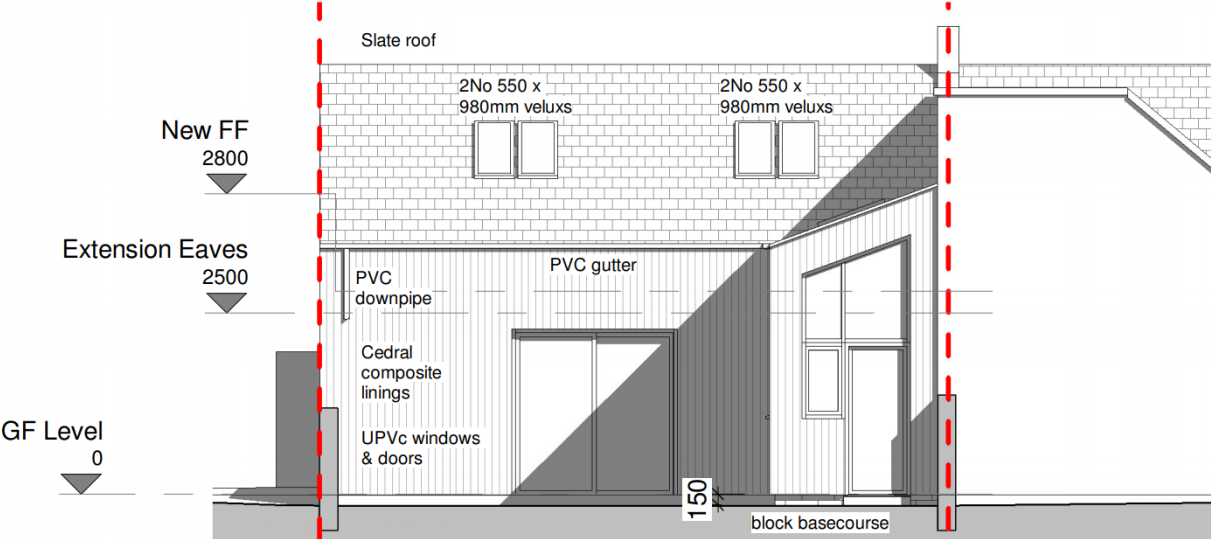 Slate roof
2No 550 x
980mm veluxs
2No 550 x
980mm veluxs
New FF
2800
Extension Eaves
2500
PVC gutter
PVC
downpipe
Cedral
composite
linings
GF Level
0
UPVc windows
& doors
150
block basecourse